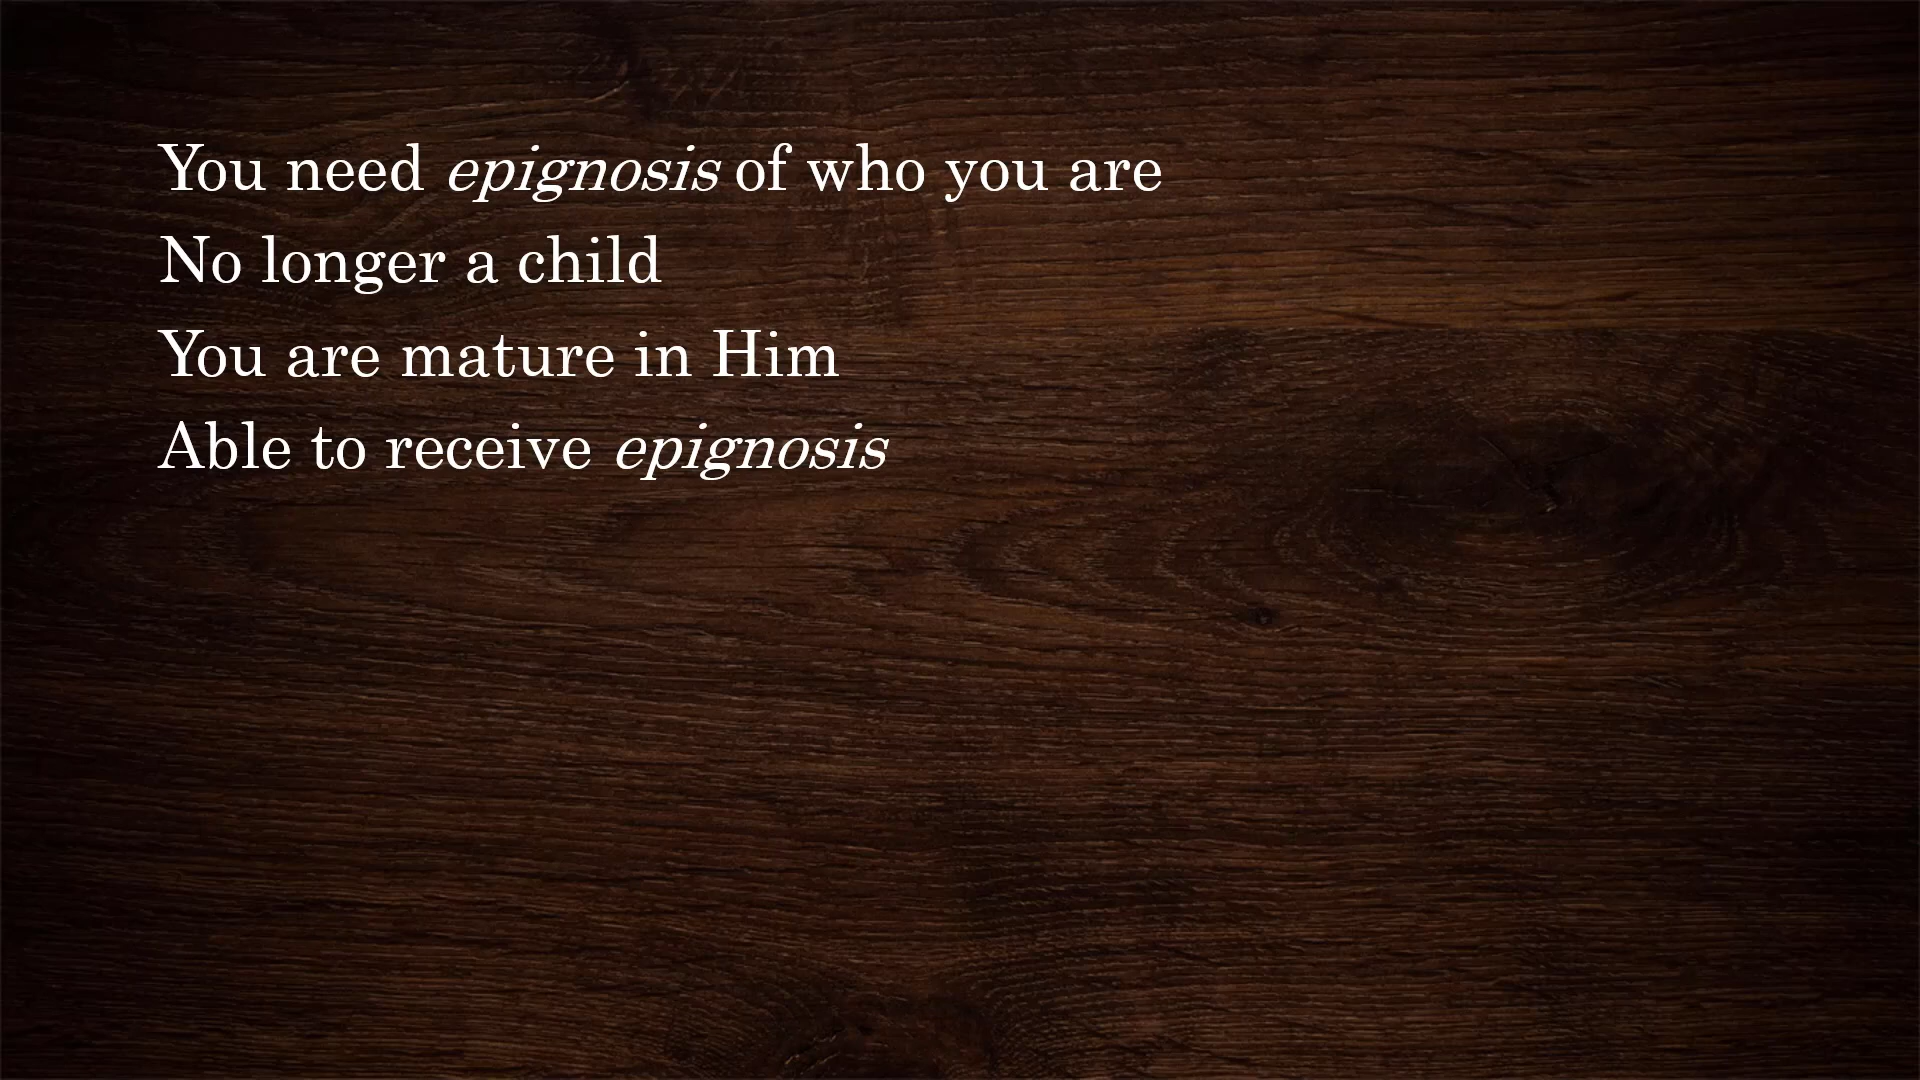 You need epignosis of who you are
No longer a child
You are mature in Him
Able to receive epignosis